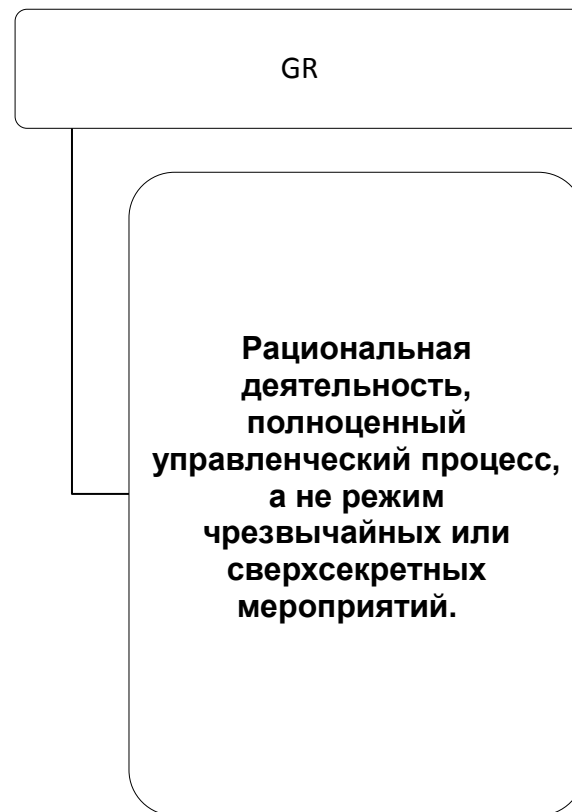 GR
Рациональная
деятельность,
полноценный
управленческий процесс,
а не режим
чрезвычайных или
сверхсекретных
мероприятий.